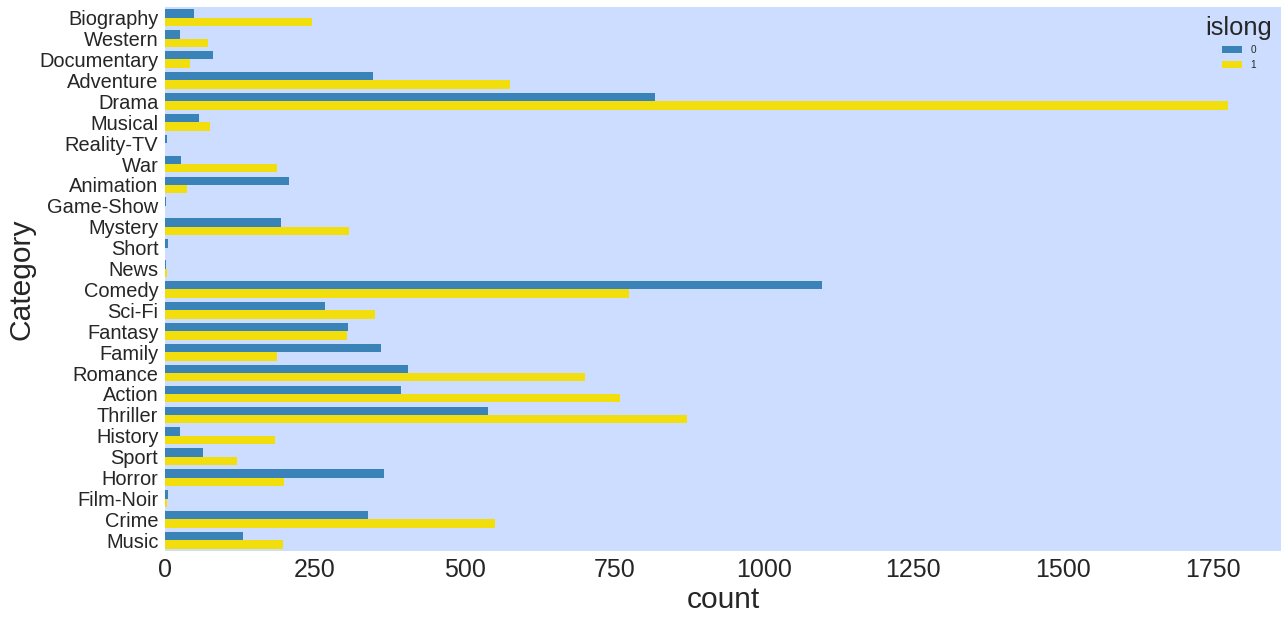 Biography
Western
Documentary
Adventure
Drama
Musical
Reality-TV
War
Animation
Game-Show
Mystery
Short
News
Comedy
Sci-Fi
Fantasy
Family
Romance
Action
Thriller
History
Sport
Horror
Film-Noir
Crime
Music
Category
islong
0
1
0 250 500 750 1000 1250 1500 1750
count